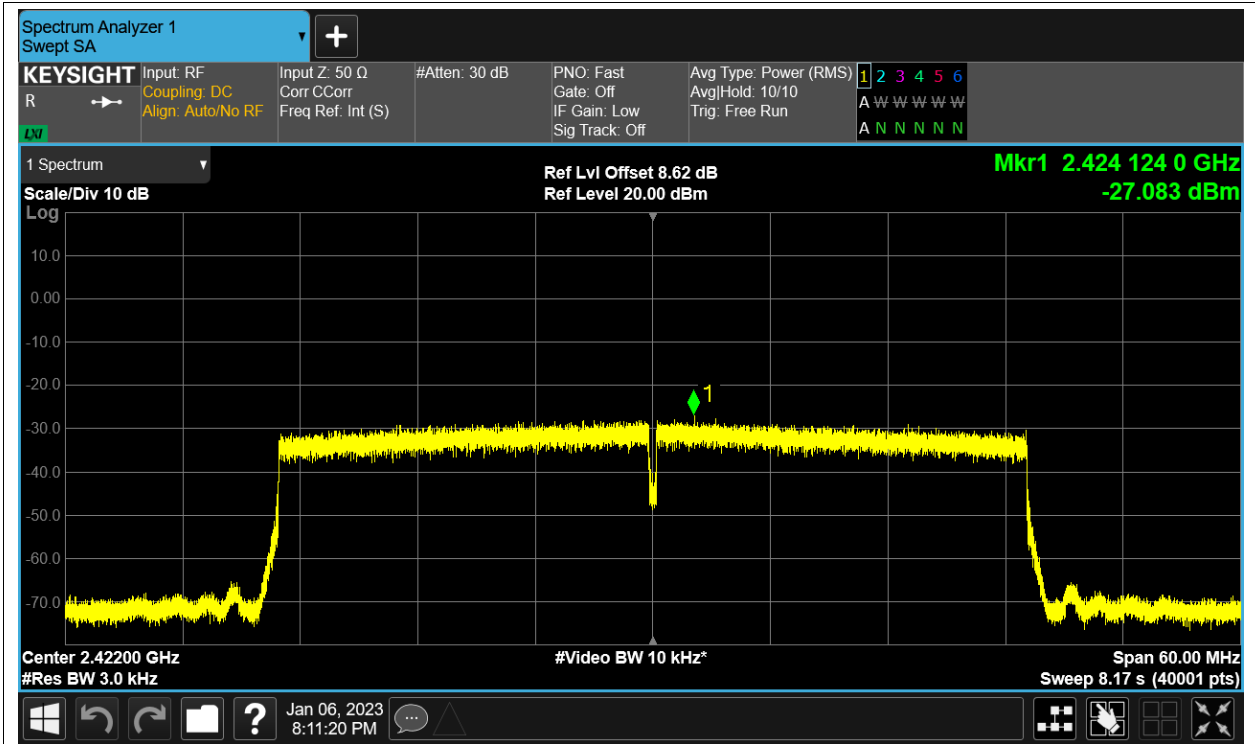 Spectrum Analyzer 1
Swept SA
+
KEYSIGHT
R
LXI
Input: RF
Coupling: DC
Align: Auto/No RF
Input Z: 50 Ω
Corr CCorr
Freq Ref: Int (S)
#Atten: 30 dB
PNO: Fast
Gate: Off
IF Gain: Low
Sig Track: Off
Avg Type: Power (RMS)
Avg|Hold: 10/10
Trig: Free Run
1 2 3 4 5 6
A W W W W W
A N N N N N
1 Spectrum
Scale/Div 10 dB
Log
Ref Lvl Offset 8.62 dB
Ref Level 20.00 dBm
Mkr1 2.424 124 0 GHz
-27.083 dBm
10.0
0.00
-10.0
-20.0
-30.0
-40.0
-50.0
-60.0
-70.0
1
Center 2.42200 GHz
#Res BW 3.0 kHz
#Video BW 10 kHz*
Span 60.00 MHz
Sweep 8.17 s (40001 pts)
?
Jan 06, 2023
8:11:20 PM